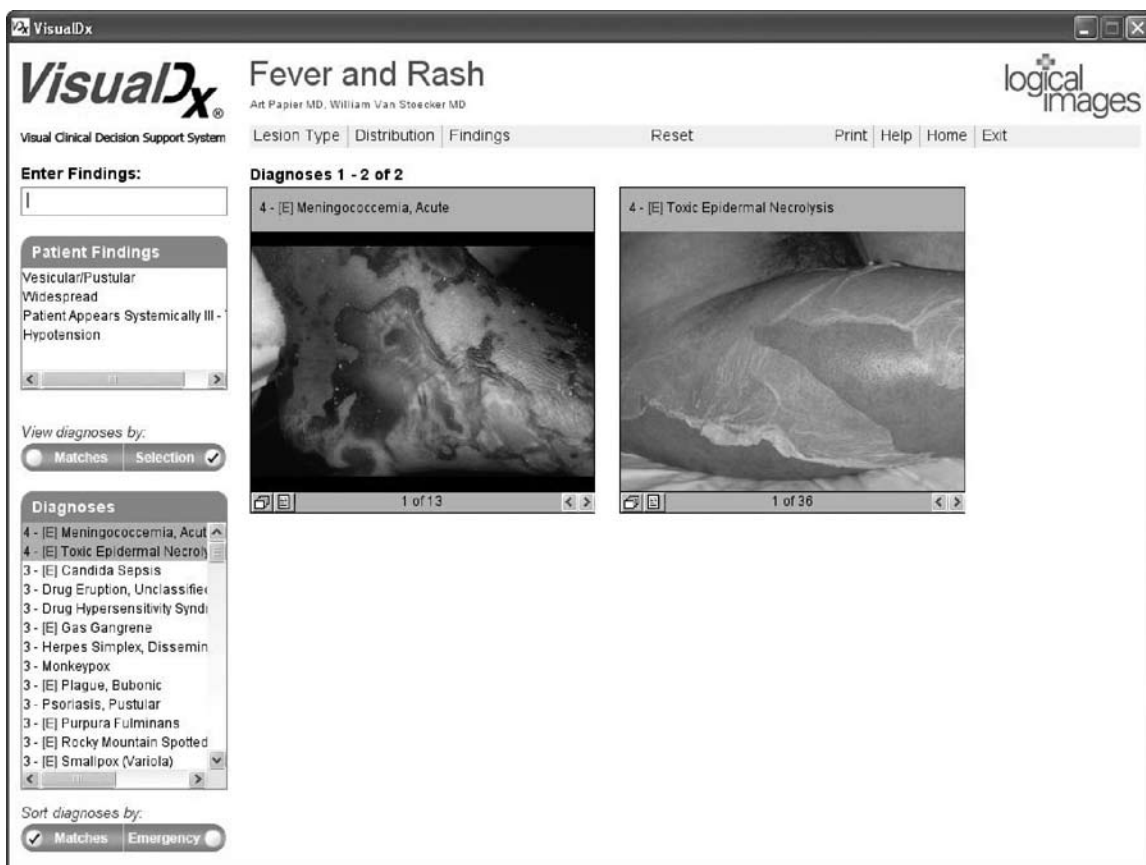 VisualDx
VisualDx®
Visual Clinical Decision Support System
Fever and Rash
Art Papier MD, William Van Stoecker MD
logical
images
Lesion Type Distribution Findings Reset Print Help Home Exit
Enter Findings:
Patient Findings
Vesicular/Pustular
Widespread
Patient Appears Systemically Ill -
Hypotension
View diagnoses by:
Matches Selection
Diagnoses
4 - [E] Meningococcemia, Acut
4 - [E] Toxic Epidermal Necroly
3 - [E] Candida Sepsis
3 - Drug Eruption, Unclassified
3 - Drug Hypersensitivity Synd
3 - [E] Gas Gangrene
3 - Herpes Simplex, Dissemin
3 - Monkeypox
3 - [E] Plague, Bubonic
3 - Psoriasis, Pustular
3 - [E] Purpura Fulminans
3 - [E] Rocky Mountain Spotted
3 - [E] Smallpox (Variola)
Sort diagnoses by:
Matches Emergency
Diagnoses 1 - 2 of 2
4 - [E] Meningococcemia, Acute
1 of 13
4 - [E] Toxic Epidermal Necrolysis
1 of 36